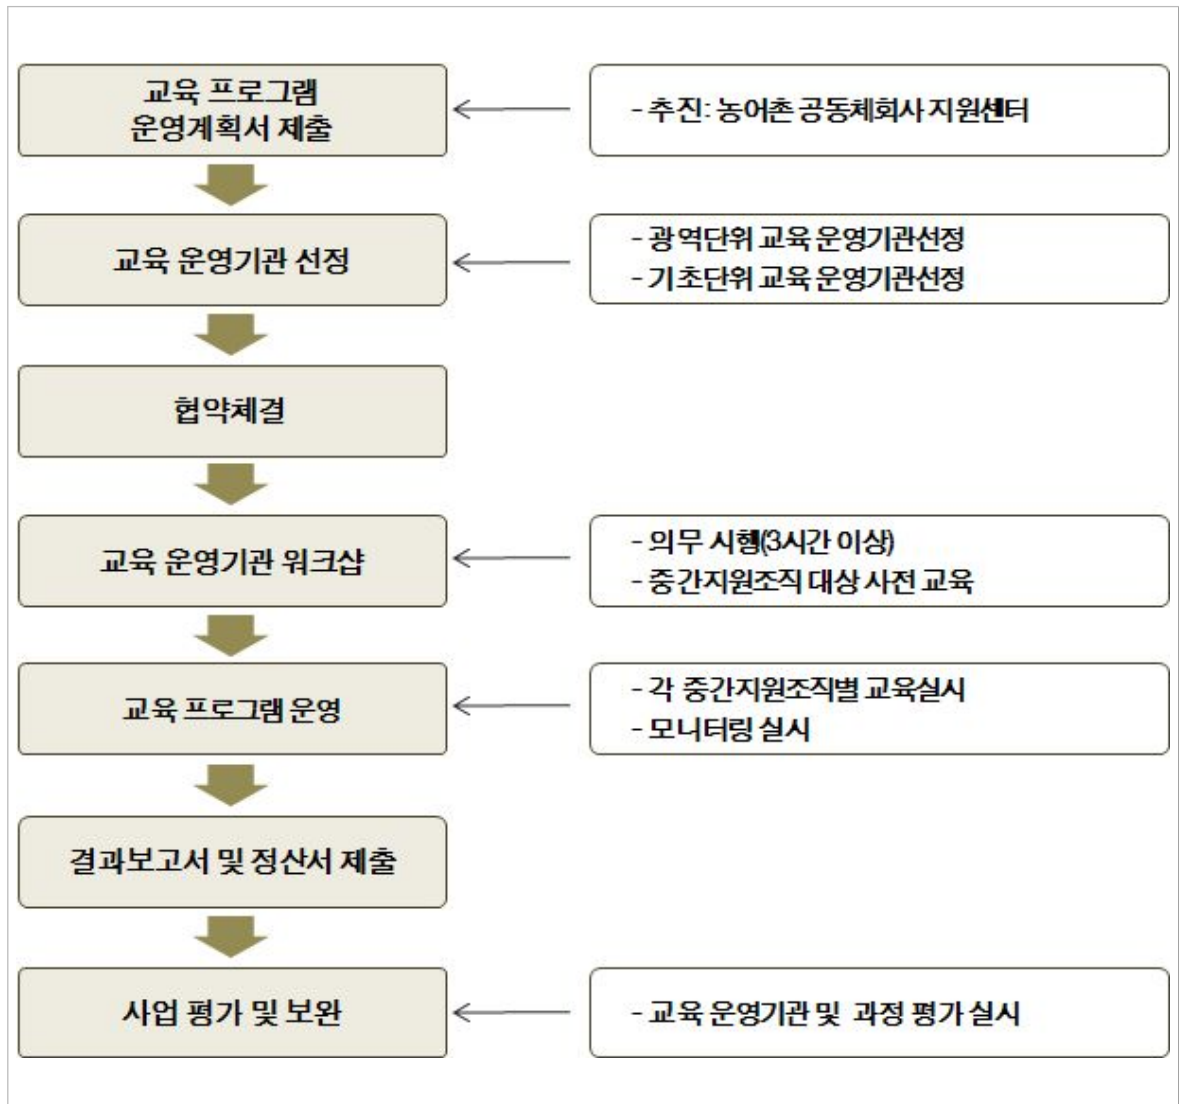 교육 프로그램
운영계획서 제출
- 추진: 농어촌 공동체회사 지원센터
교육 운영기관 선정
- 광역단위 교육 운영기관선정
- 기초단위 교육 운영기관선정
협약체결
교육 운영기관 워크샵
- 의무 시행(3시간 이상)
- 중간지원조직 대상 사전 교육
교육 프로그램 운영
- 각 중간지원조직별 교육실시
- 모니터링 실시
결과보고서 및 정산서 제출
사업 평가 및 보완
- 교육 운영기관 및 과정 평가 실시